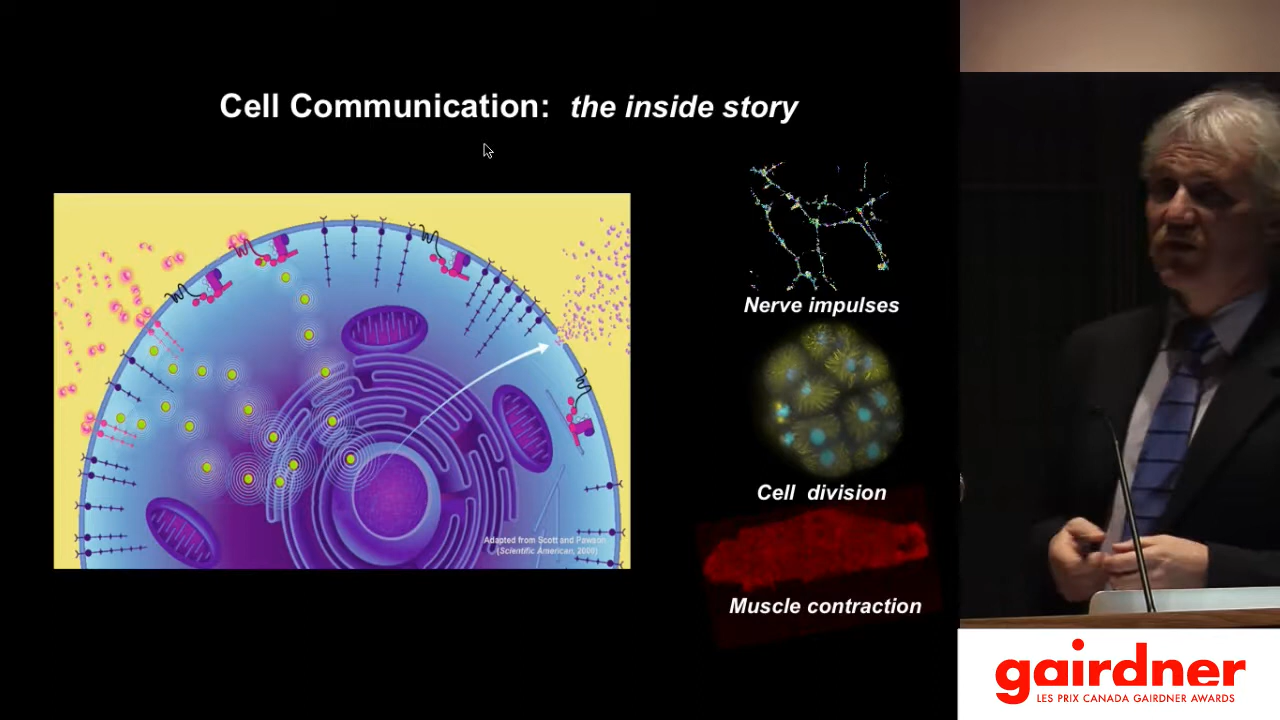 Cell Communication: the inside story
Adapted from Scott and Pawson
(Scientific American, 2000)
Nerve impulses
Cell division
Muscle contraction
gairdner
LES PRIX CANADA GAIRDNER AWARDS